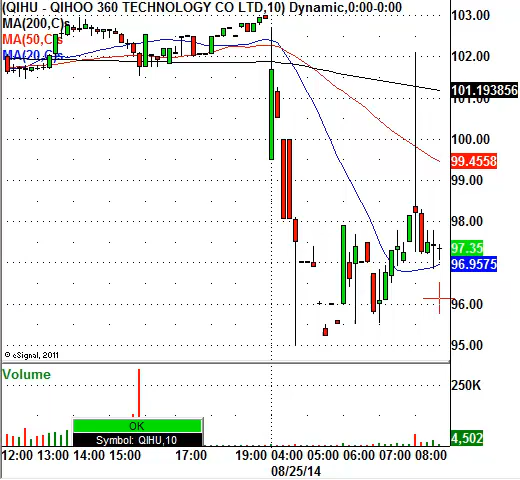 (QIHU - QIHOO 360 TECHNOLOGY CO LTD,10) Dynamic,0:00-0:00
MA(200,C)s
MA(50,C)s
MA(20,C)s
103.00
102.00
101.193856
101.00
100.00
99.4558
99.00
98.00
97.35
96.9575
96.00
95.00
© eSignal, 2011
Volume
250K
OK
Symbol: QIHU,10
4,502
12:00 13:00 14:00 15:00 17:00 19:00 04:00 05:00 06:00 07:00 08:00
08/25/14